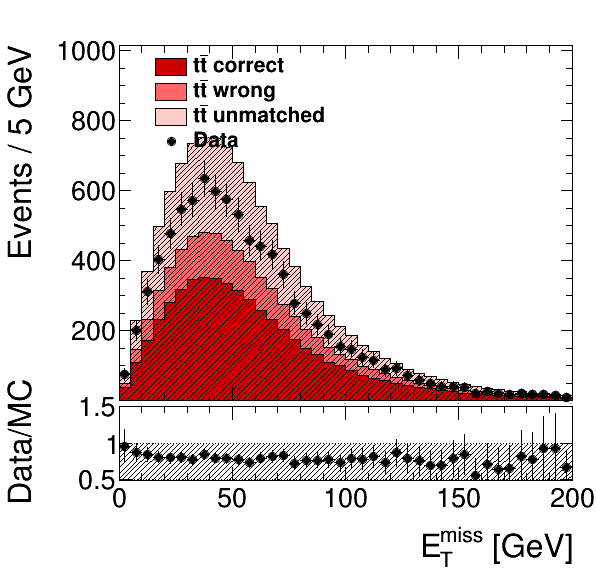 Events / 5 GeV
1000
800
600
400
200
tt̄ correct
tt̄ wrong
tt̄ unmatched
Data
Data/MC
1.5
1
0.5
0 50 100 150 200
E_T^miss [GeV]